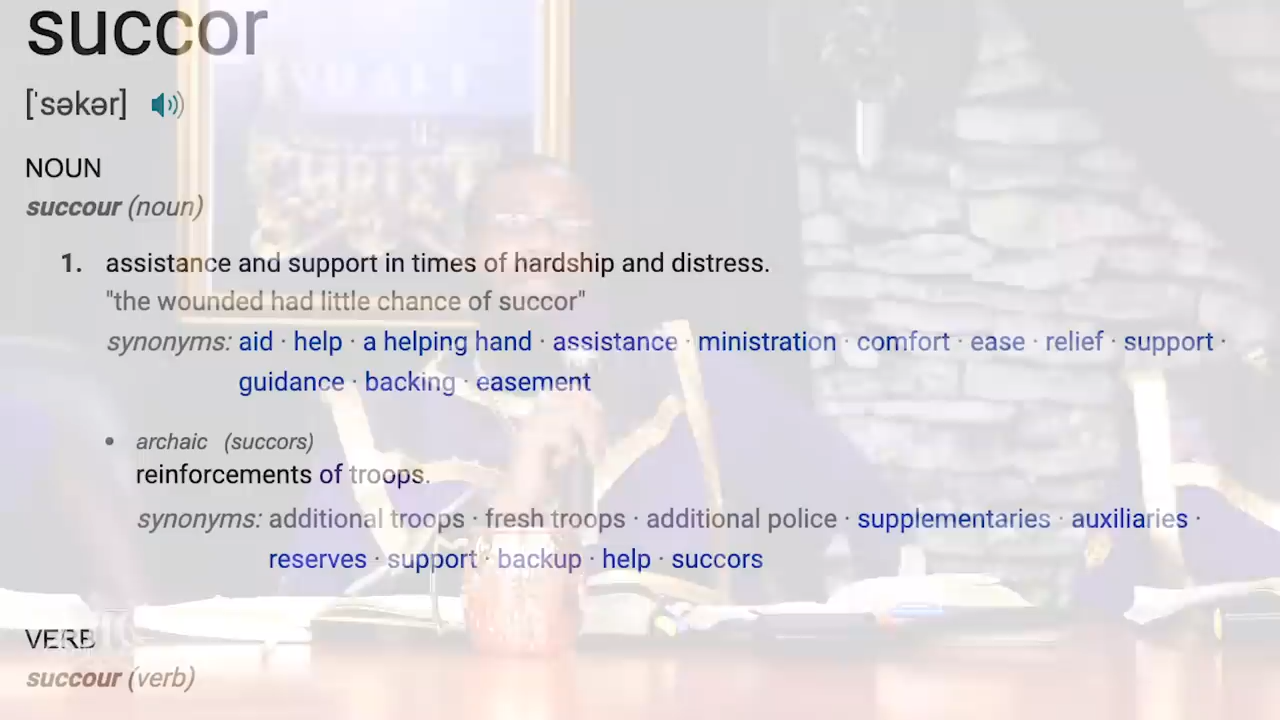 succor
[ˈsəkər]
NOUN
succour (noun)
1. assistance and support in times of hardship and distress.
"the wounded had little chance of succor"
synonyms: aid · help · a helping hand · assistance · ministration · comfort · ease · relief · support ·
guidance · backing · easement
• archaic (succors)
reinforcements of troops.
synonyms: additional troops · fresh troops · additional police · supplementaries · auxiliaries ·
reserves · support · backup · help · succors
VERB
succour (verb)
CHRIST